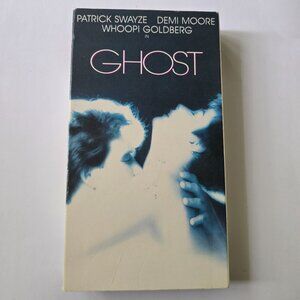 PATRICK SWAYZE DEMI MOORE
WHOOPI GOLDBERG
IN
GHOST